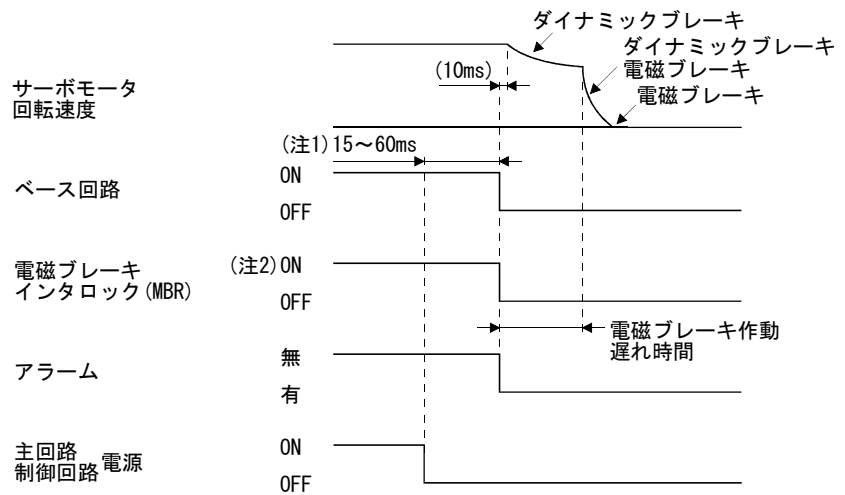 ダイナミックブレーキ
ダイナミックブレーキ
電磁ブレーキ
電磁ブレーキ
(10ms)
サーボモータ
回転速度
(注1)15～60ms
ベース回路
ON
OFF
電磁ブレーキ
インタロック(MBR)
(注2)ON
OFF
電磁ブレーキ作動
遅れ時間
アラーム
無
有
主回路
制御回路
電源
ON
OFF